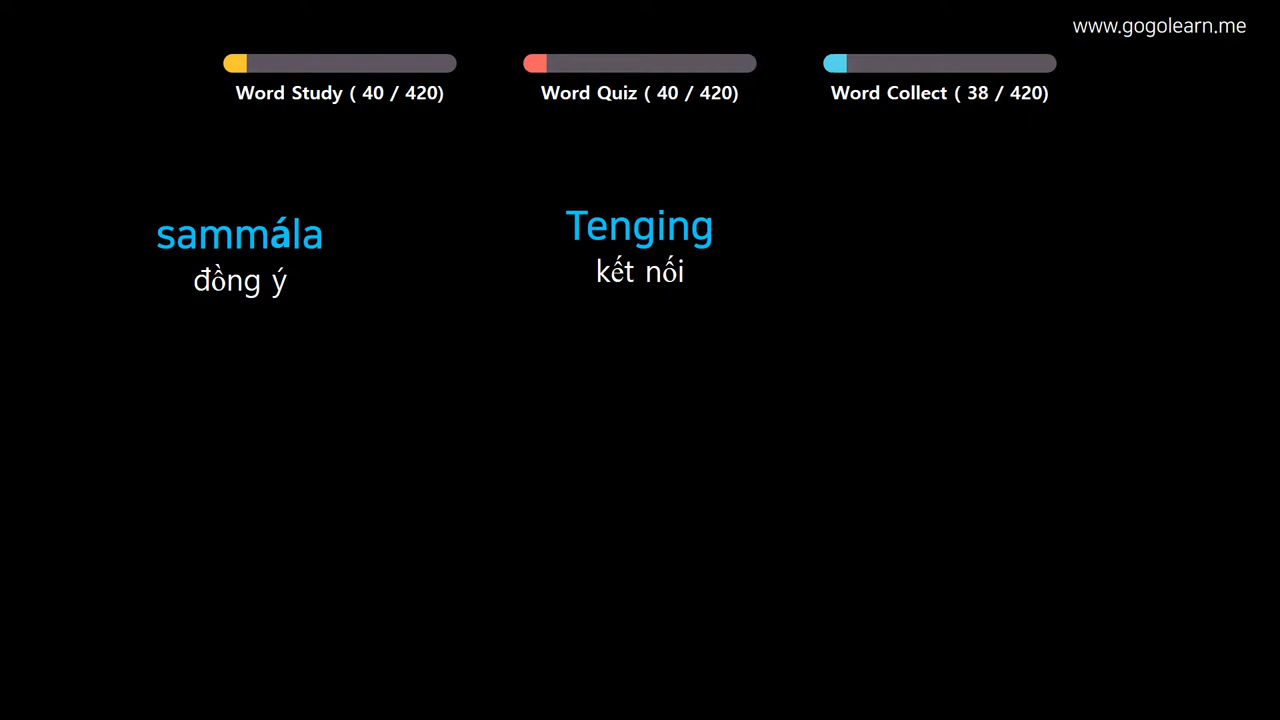 www.gogolearn.me
Word Study ( 40 / 420)
Word Quiz ( 40 / 420)
Word Collect ( 38 / 420)
sammála
đồng ý
Tenging
kết nối